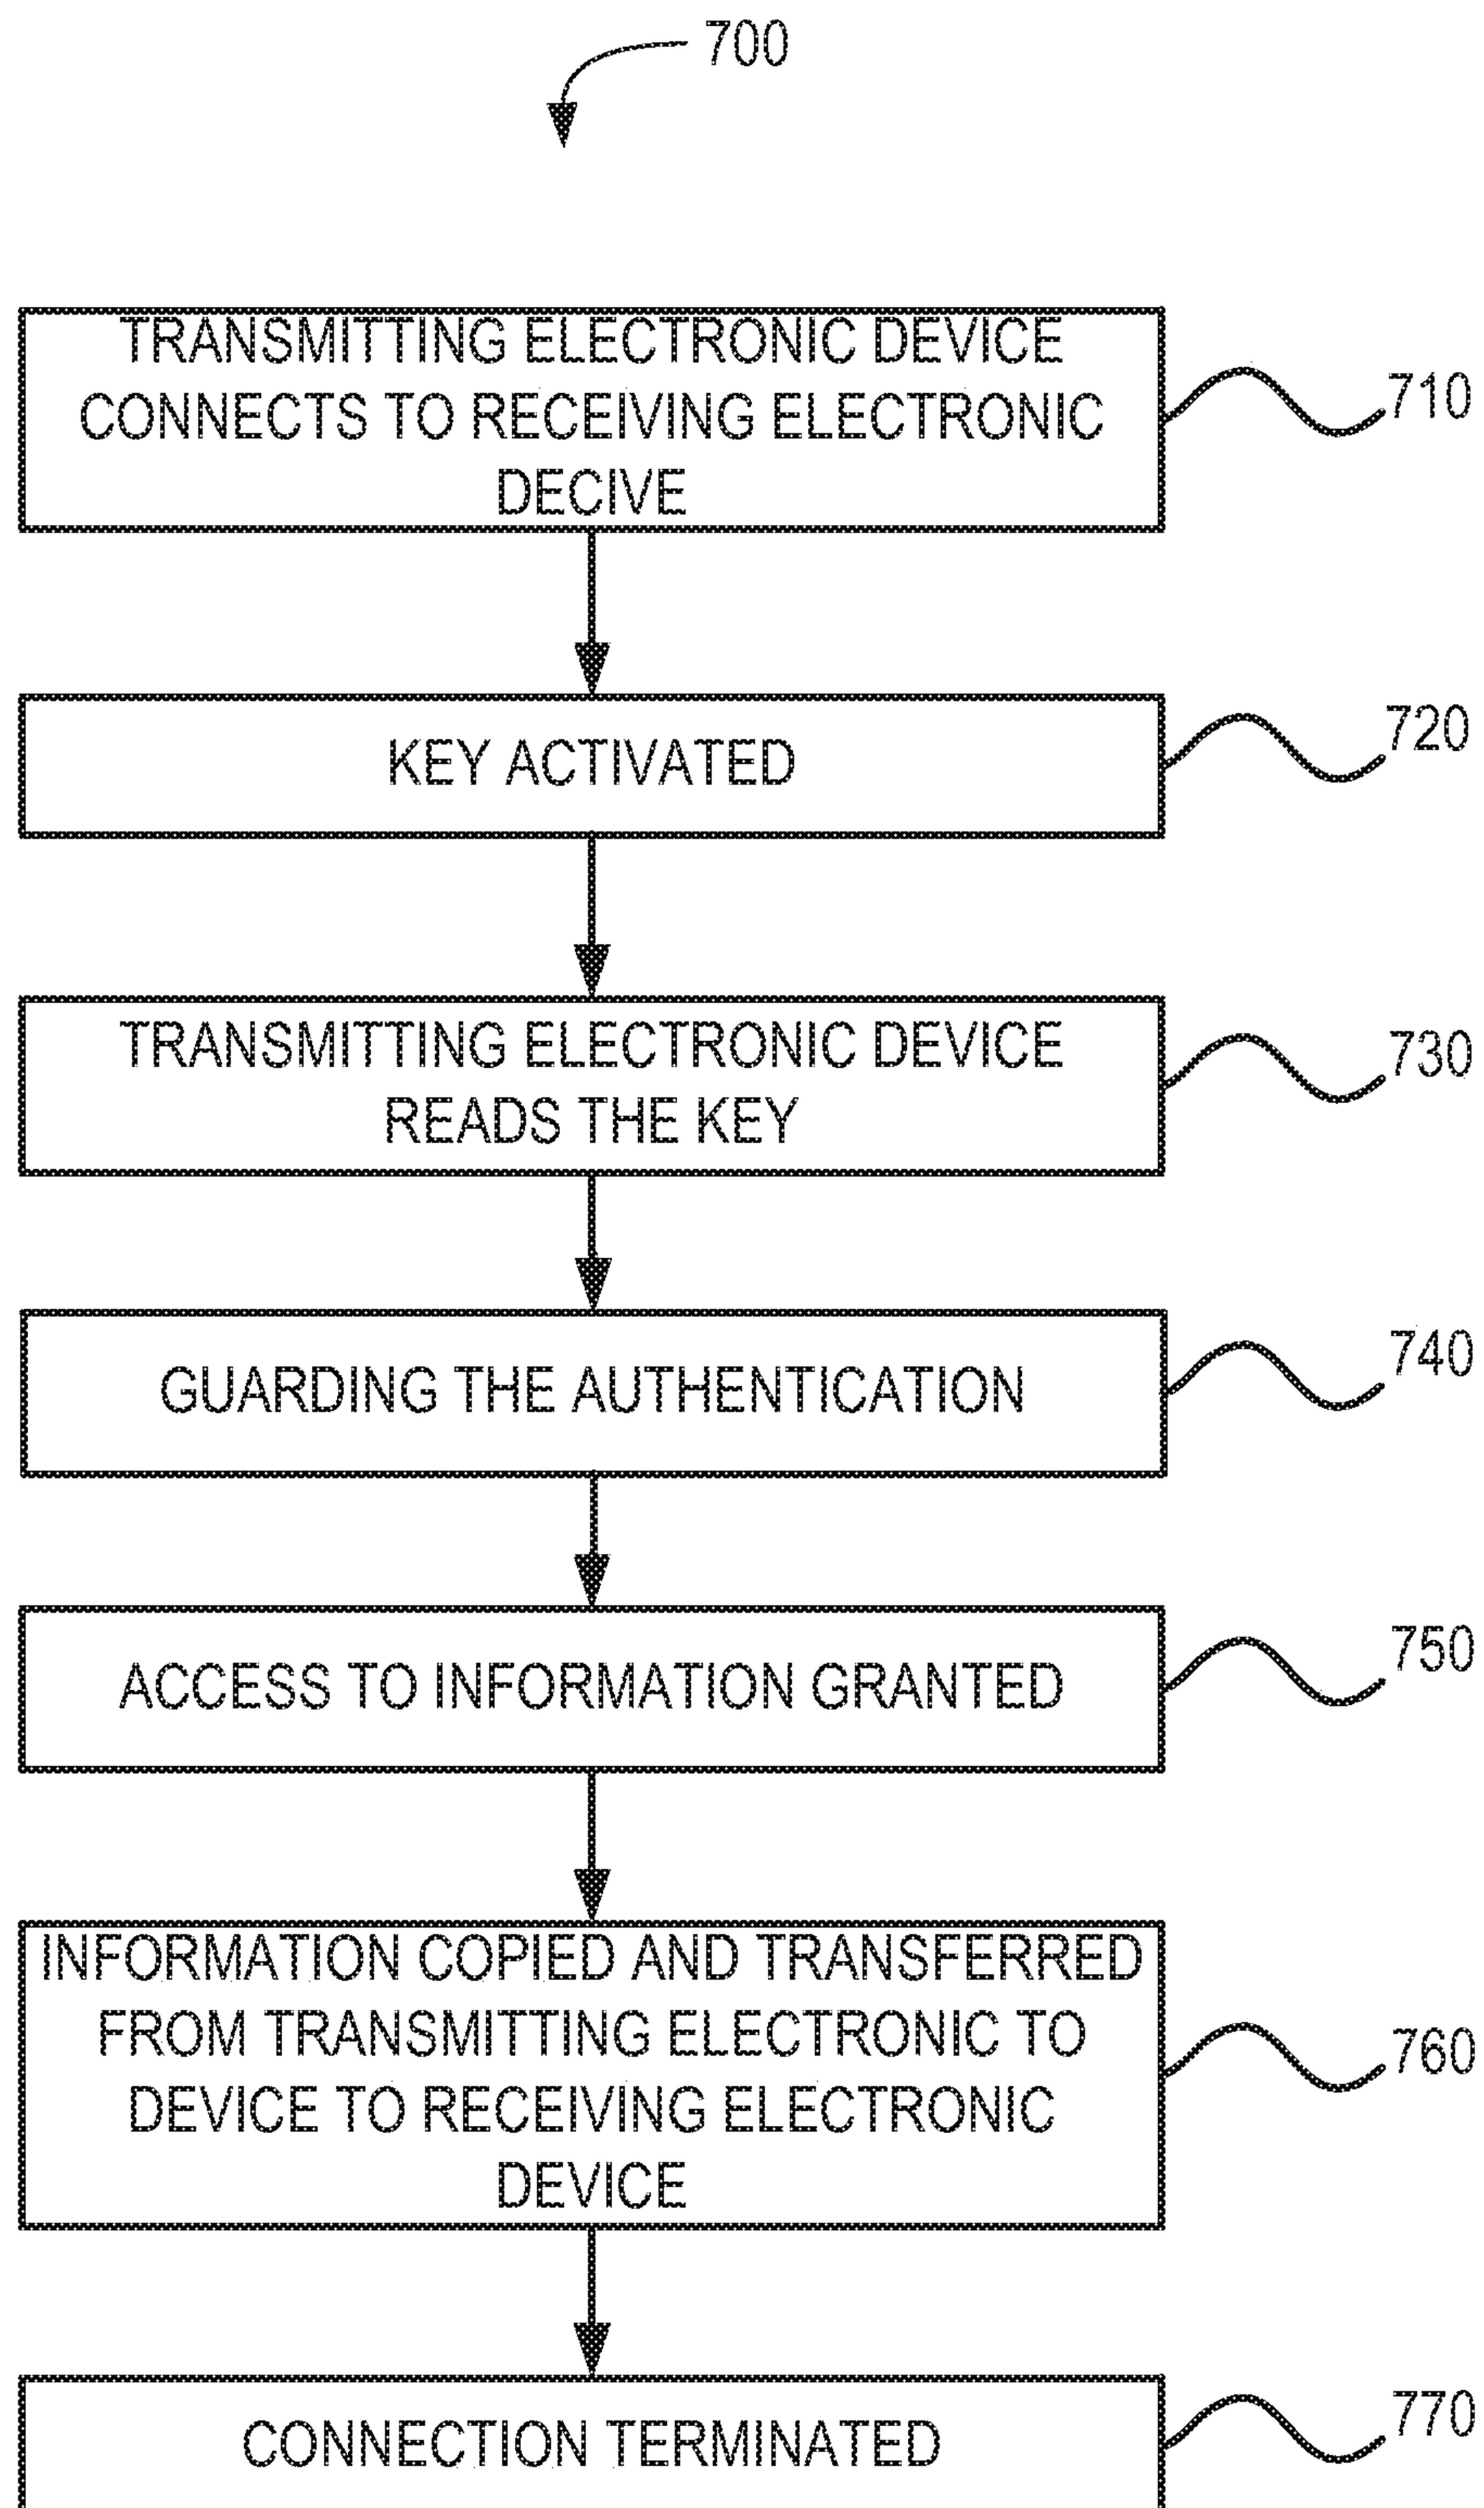 700
TRANSMITTING ELECTRONIC DEVICE
CONNECTS TO RECEIVING ELECTRONIC
DECIVE
710
KEY ACTIVATED
720
TRANSMITTING ELECTRONIC DEVICE
READS THE KEY
730
GUARDING THE AUTHENTICATION
740
ACCESS TO INFORMATION GRANTED
750
INFORMATION COPIED AND TRANSFERRED
FROM TRANSMITTING ELECTRONIC TO
DEVICE TO RECEIVING ELECTRONIC
DEVICE
760
CONNECTION TERMINATED
770